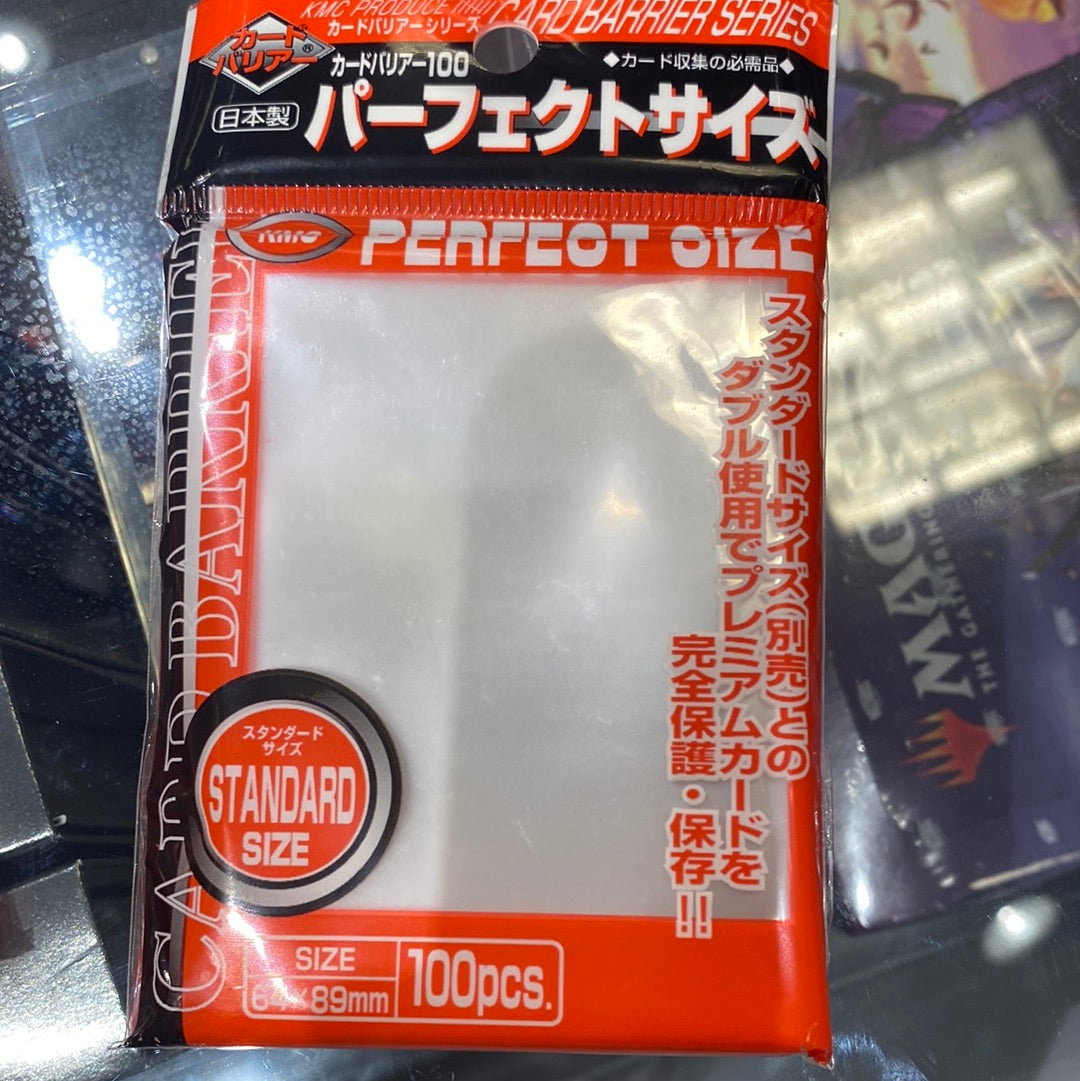 KMC PRODUCE
CARD BARRIER SERIES
カードバリアーシリーズ
カード
バリアー®
カードバリアー100
◆カード収集の必需品◆
日本製
パーフェクトサイズ
KMC
PERFECT SIZE
CARD BARRIER
スタンダードサイズ(別売)との
ダブル使用でプレミアムカードを
完全保護・保存!!
スタンダード
サイズ
STANDARD
SIZE
SIZE
64×89mm
100pcs.
MAGIC
THE GATHERING